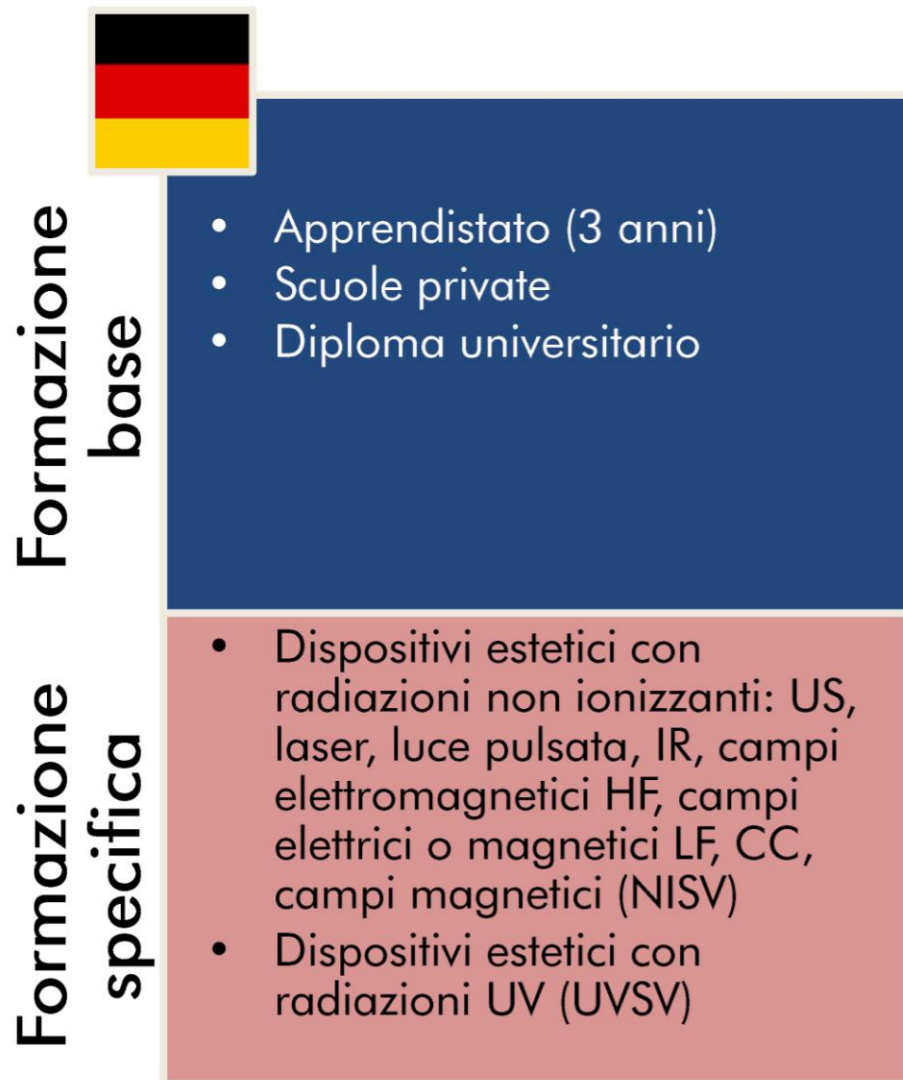 Formazione
base
• Apprendistato (3 anni)
• Scuole private
• Diploma universitario
Formazione
specifica
• Dispositivi estetici con
radiazioni non ionizzanti: US,
laser, luce pulsata, IR, campi
elettromagnetici HF, campi
elettrici o magnetici LF, CC,
campi magnetici (NISV)
• Dispositivi estetici con
radiazioni UV (UVSV)